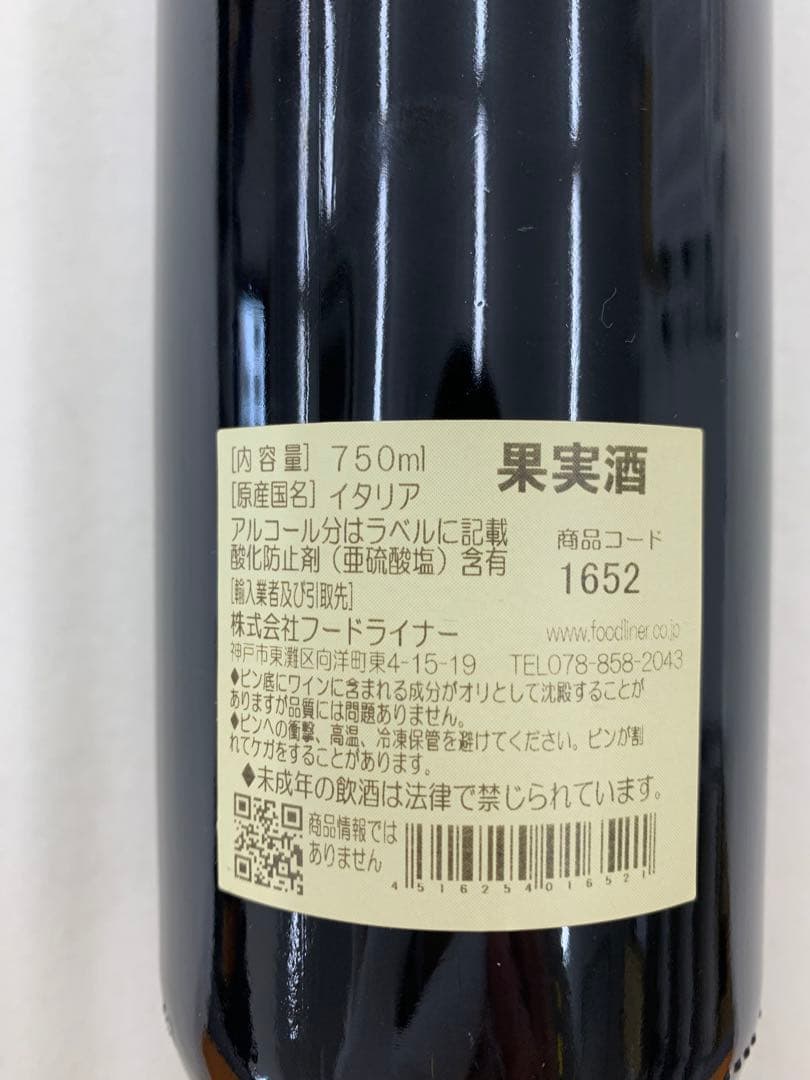 [内容量] 750ml
果実酒
[原産国名] イタリア
アルコール分はラベルに記載
酸化防止剤（亜硫酸塩）含有
商品コード
1652
[輸入業者及び引取先]
株式会社フードライナー
www.foodliner.co.jp
神戸市東灘区向洋町東4-15-19 TEL078-858-2043
◆ビン底にワインに含まれる成分がオリとして沈殿することが
ありますが品質には問題ありません。
◆ビンへの衝撃、高温、冷凍保管を避けてください。ビンが割
れてケガをすることがあります。
◆未成年の飲酒は法律で禁じられています。
商品情報では
ありません
4516254016521